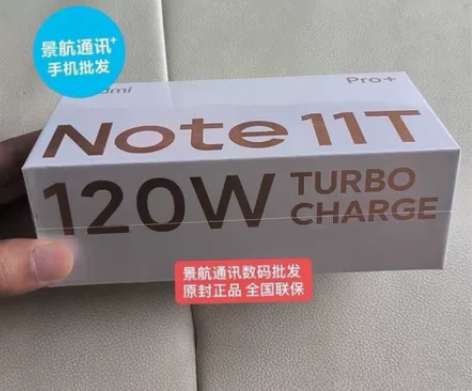 景航通讯+
手机批发
Pro+
Note 11T
120W
TURBO
CHARGE
景航通讯数码批发
原封正品 全国联保